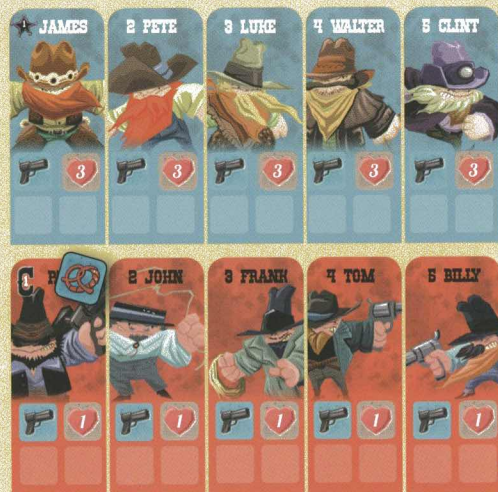 1 JAMES
2 PETE
3 LUKE
4 WALTER
5 CLINT
3
3
3
3
3
1
2 JOHN
3 FRANK
4 TOM
5 BILLY
1
1
1
1
1